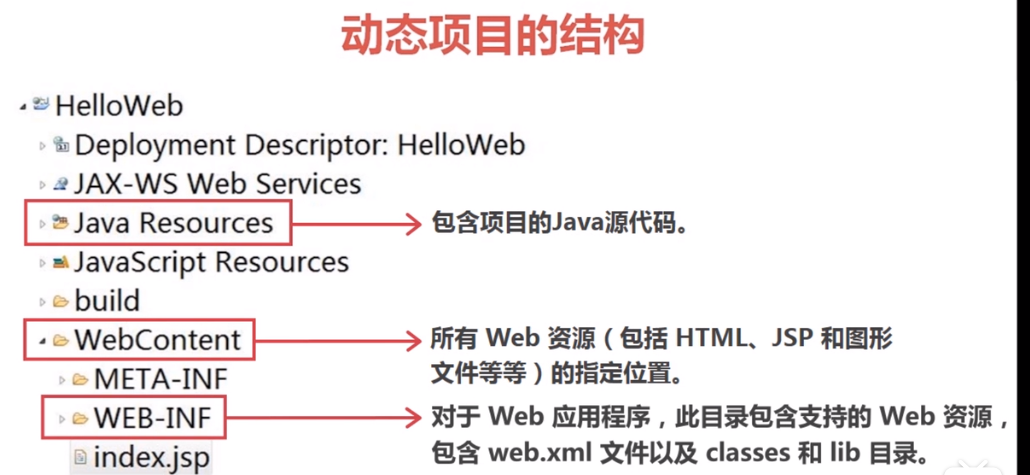 动态项目的结构
HelloWeb
Deployment Descriptor: HelloWeb
JAX-WS Web Services
Java Resources
包含项目的Java源代码。
JavaScript Resources
build
WebContent
所有 Web 资源（包括 HTML、JSP 和图形
文件等等）的指定位置。
META-INF
WEB-INF
对于 Web 应用程序，此目录包含支持的 Web 资源，
包含 web.xml 文件以及 classes 和 lib 目录。
index.jsp